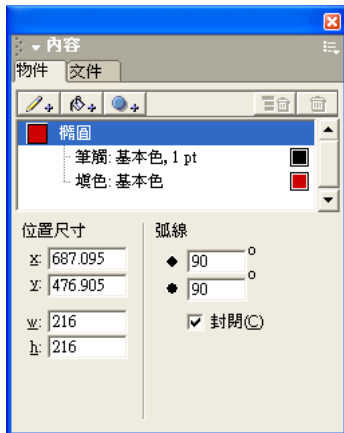 內容
物件 文件
橢圓
筆觸: 基本色, 1 pt
填色: 基本色
位置尺寸 弧線
x: 687.095 90 °
y: 476.905 90 °
w: 216 封閉(C)
h: 216